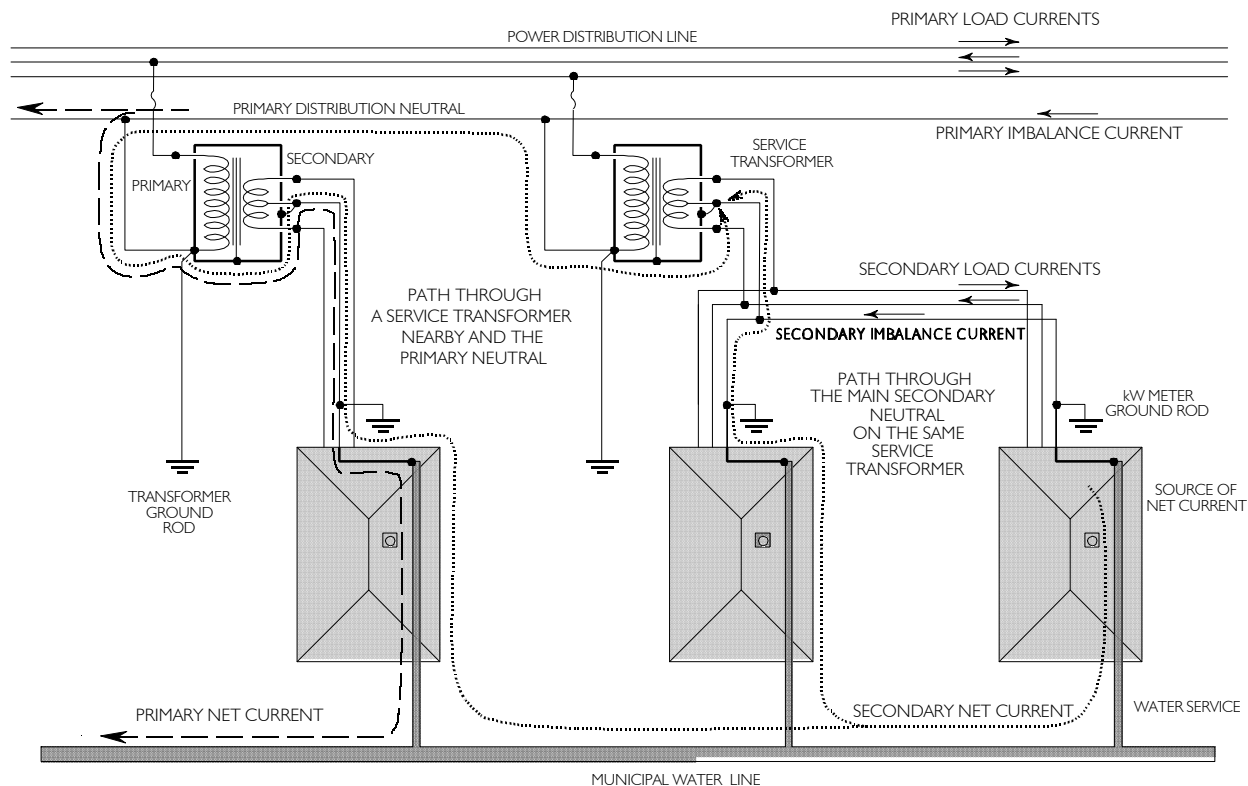 PRIMARY LOAD CURRENTS
POWER DISTRIBUTION LINE
PRIMARY DISTRIBUTION NEUTRAL
PRIMARY IMBALANCE CURRENT
SECONDARY
PRIMARY
SERVICE
TRANSFORMER
SECONDARY LOAD CURRENTS
PATH THROUGH
A SERVICE TRANSFORMER
NEARBY AND THE
PRIMARY NEUTRAL
SECONDARY IMBALANCE CURRENT
PATH THROUGH
THE MAIN SECONDARY
NEUTRAL
ON THE SAME
SERVICE
TRANSFORMER
kW METER
GROUND ROD
TRANSFORMER
GROUND
ROD
SOURCE OF
NET CURRENT
PRIMARY NET CURRENT
SECONDARY NET CURRENT
WATER SERVICE
MUNICIPAL WATER LINE